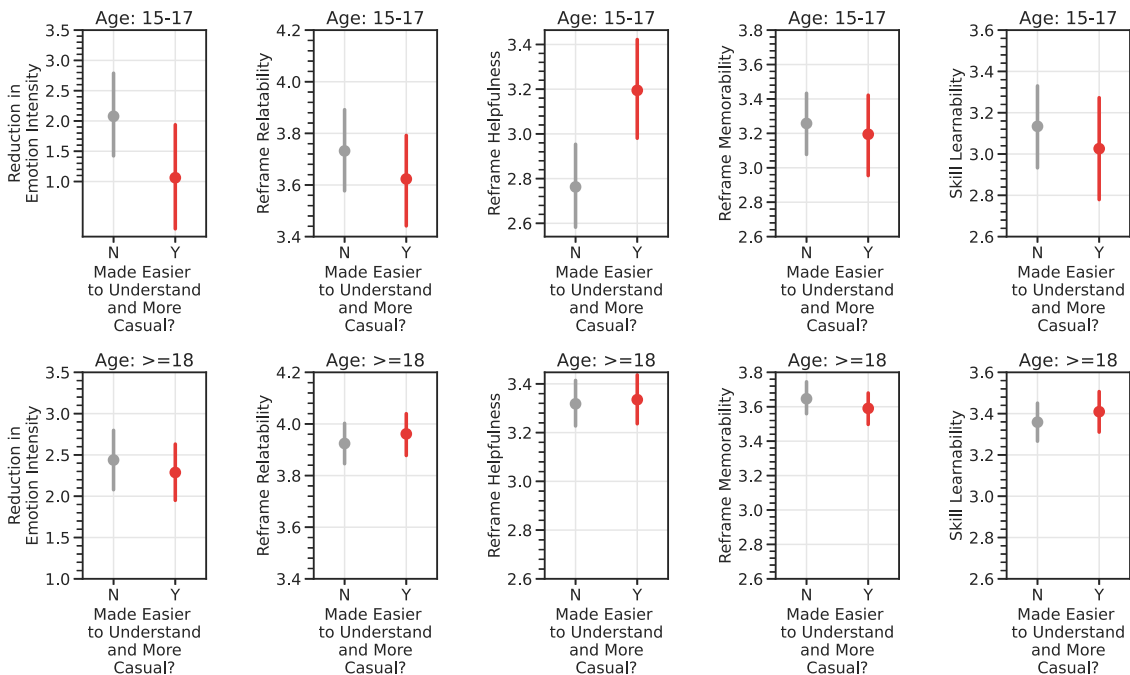 Age: 15-17
Reduction in
Emotion Intensity
3.5
3.0
2.5
2.0
1.5
1.0
N Y
Made Easier
to Understand
and More
Casual?
Age: 15-17
Reframe Relatability
4.2
4.0
3.8
3.6
3.4
N Y
Made Easier
to Understand
and More
Casual?
Age: 15-17
Reframe Helpfulness
3.4
3.2
3.0
2.8
2.6
N Y
Made Easier
to Understand
and More
Casual?
Age: 15-17
Reframe Memorability
3.8
3.6
3.4
3.2
3.0
2.8
2.6
N Y
Made Easier
to Understand
and More
Casual?
Age: 15-17
Skill Learnability
3.6
3.4
3.2
3.0
2.8
2.6
N Y
Made Easier
to Understand
and More
Casual?
Age: >=18
Reduction in
Emotion Intensity
3.5
3.0
2.5
2.0
1.5
1.0
N Y
Made Easier
to Understand
and More
Casual?
Age: >=18
Reframe Relatability
4.2
4.0
3.8
3.6
3.4
N Y
Made Easier
to Understand
and More
Casual?
Age: >=18
Reframe Helpfulness
3.4
3.2
3.0
2.8
2.6
N Y
Made Easier
to Understand
and More
Casual?
Age: >=18
Reframe Memorability
3.8
3.6
3.4
3.2
3.0
2.8
2.6
N Y
Made Easier
to Understand
and More
Casual?
Age: >=18
Skill Learnability
3.6
3.4
3.2
3.0
2.8
2.6
N Y
Made Easier
to Understand
and More
Casual?